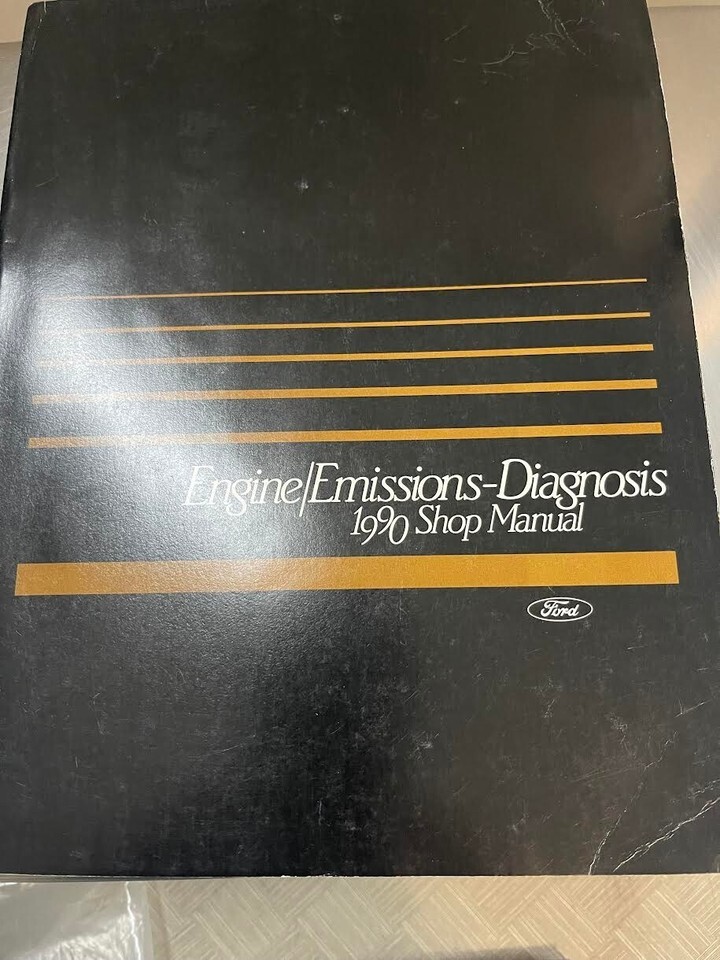 Engine/Emissions-Diagnosis
1990 Shop Manual
Ford